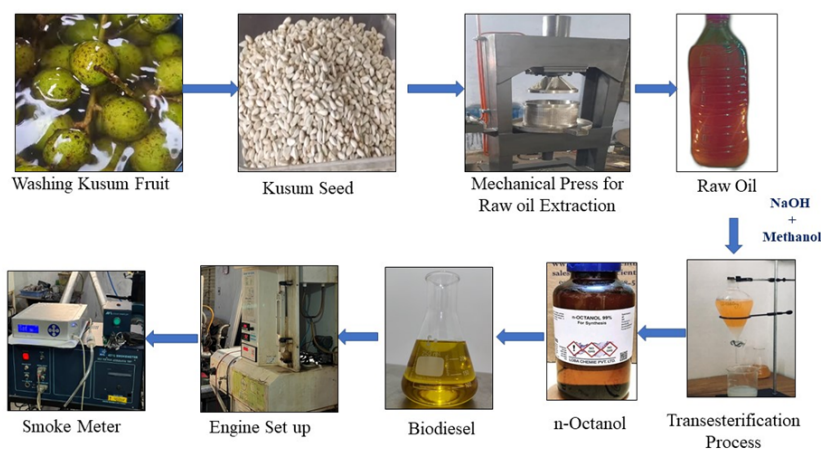 Washing Kusum Fruit
Kusum Seed
Mechanical Press for
Raw oil Extraction
Raw Oil
NaOH
+
Methanol
Transesterification
Process
n-Octanol
n-OCTANOL 99%
For Synthesis
Biodiesel
Engine Set up
Smoke Meter